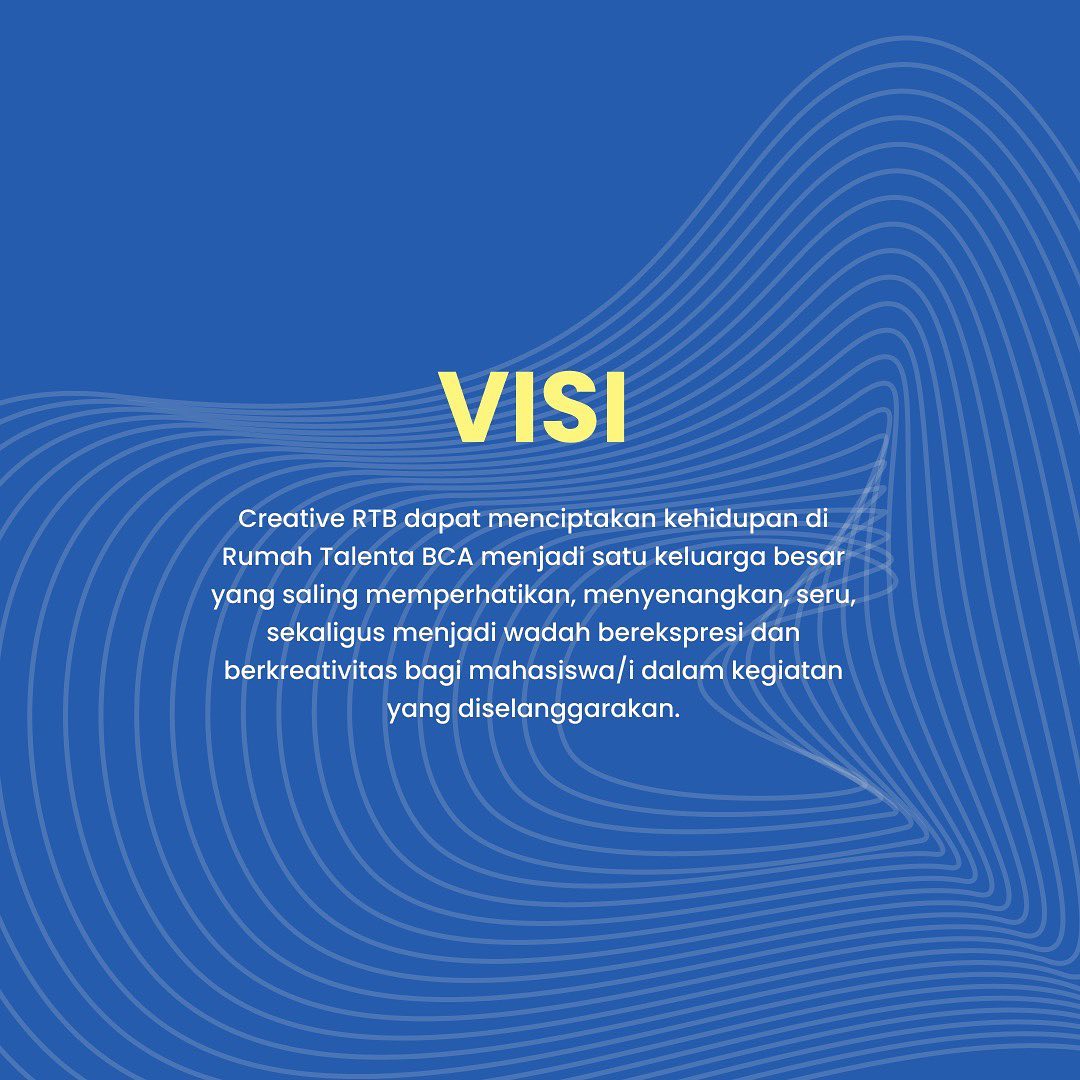 VISI
Creative RTB dapat menciptakan kehidupan di
Rumah Talenta BCA menjadi satu keluarga besar
yang saling memperhatikan, menyenangkan, seru,
sekaligus menjadi wadah berekspresi dan
berkreativitas bagi mahasiswa/i dalam kegiatan
yang diselanggarakan.